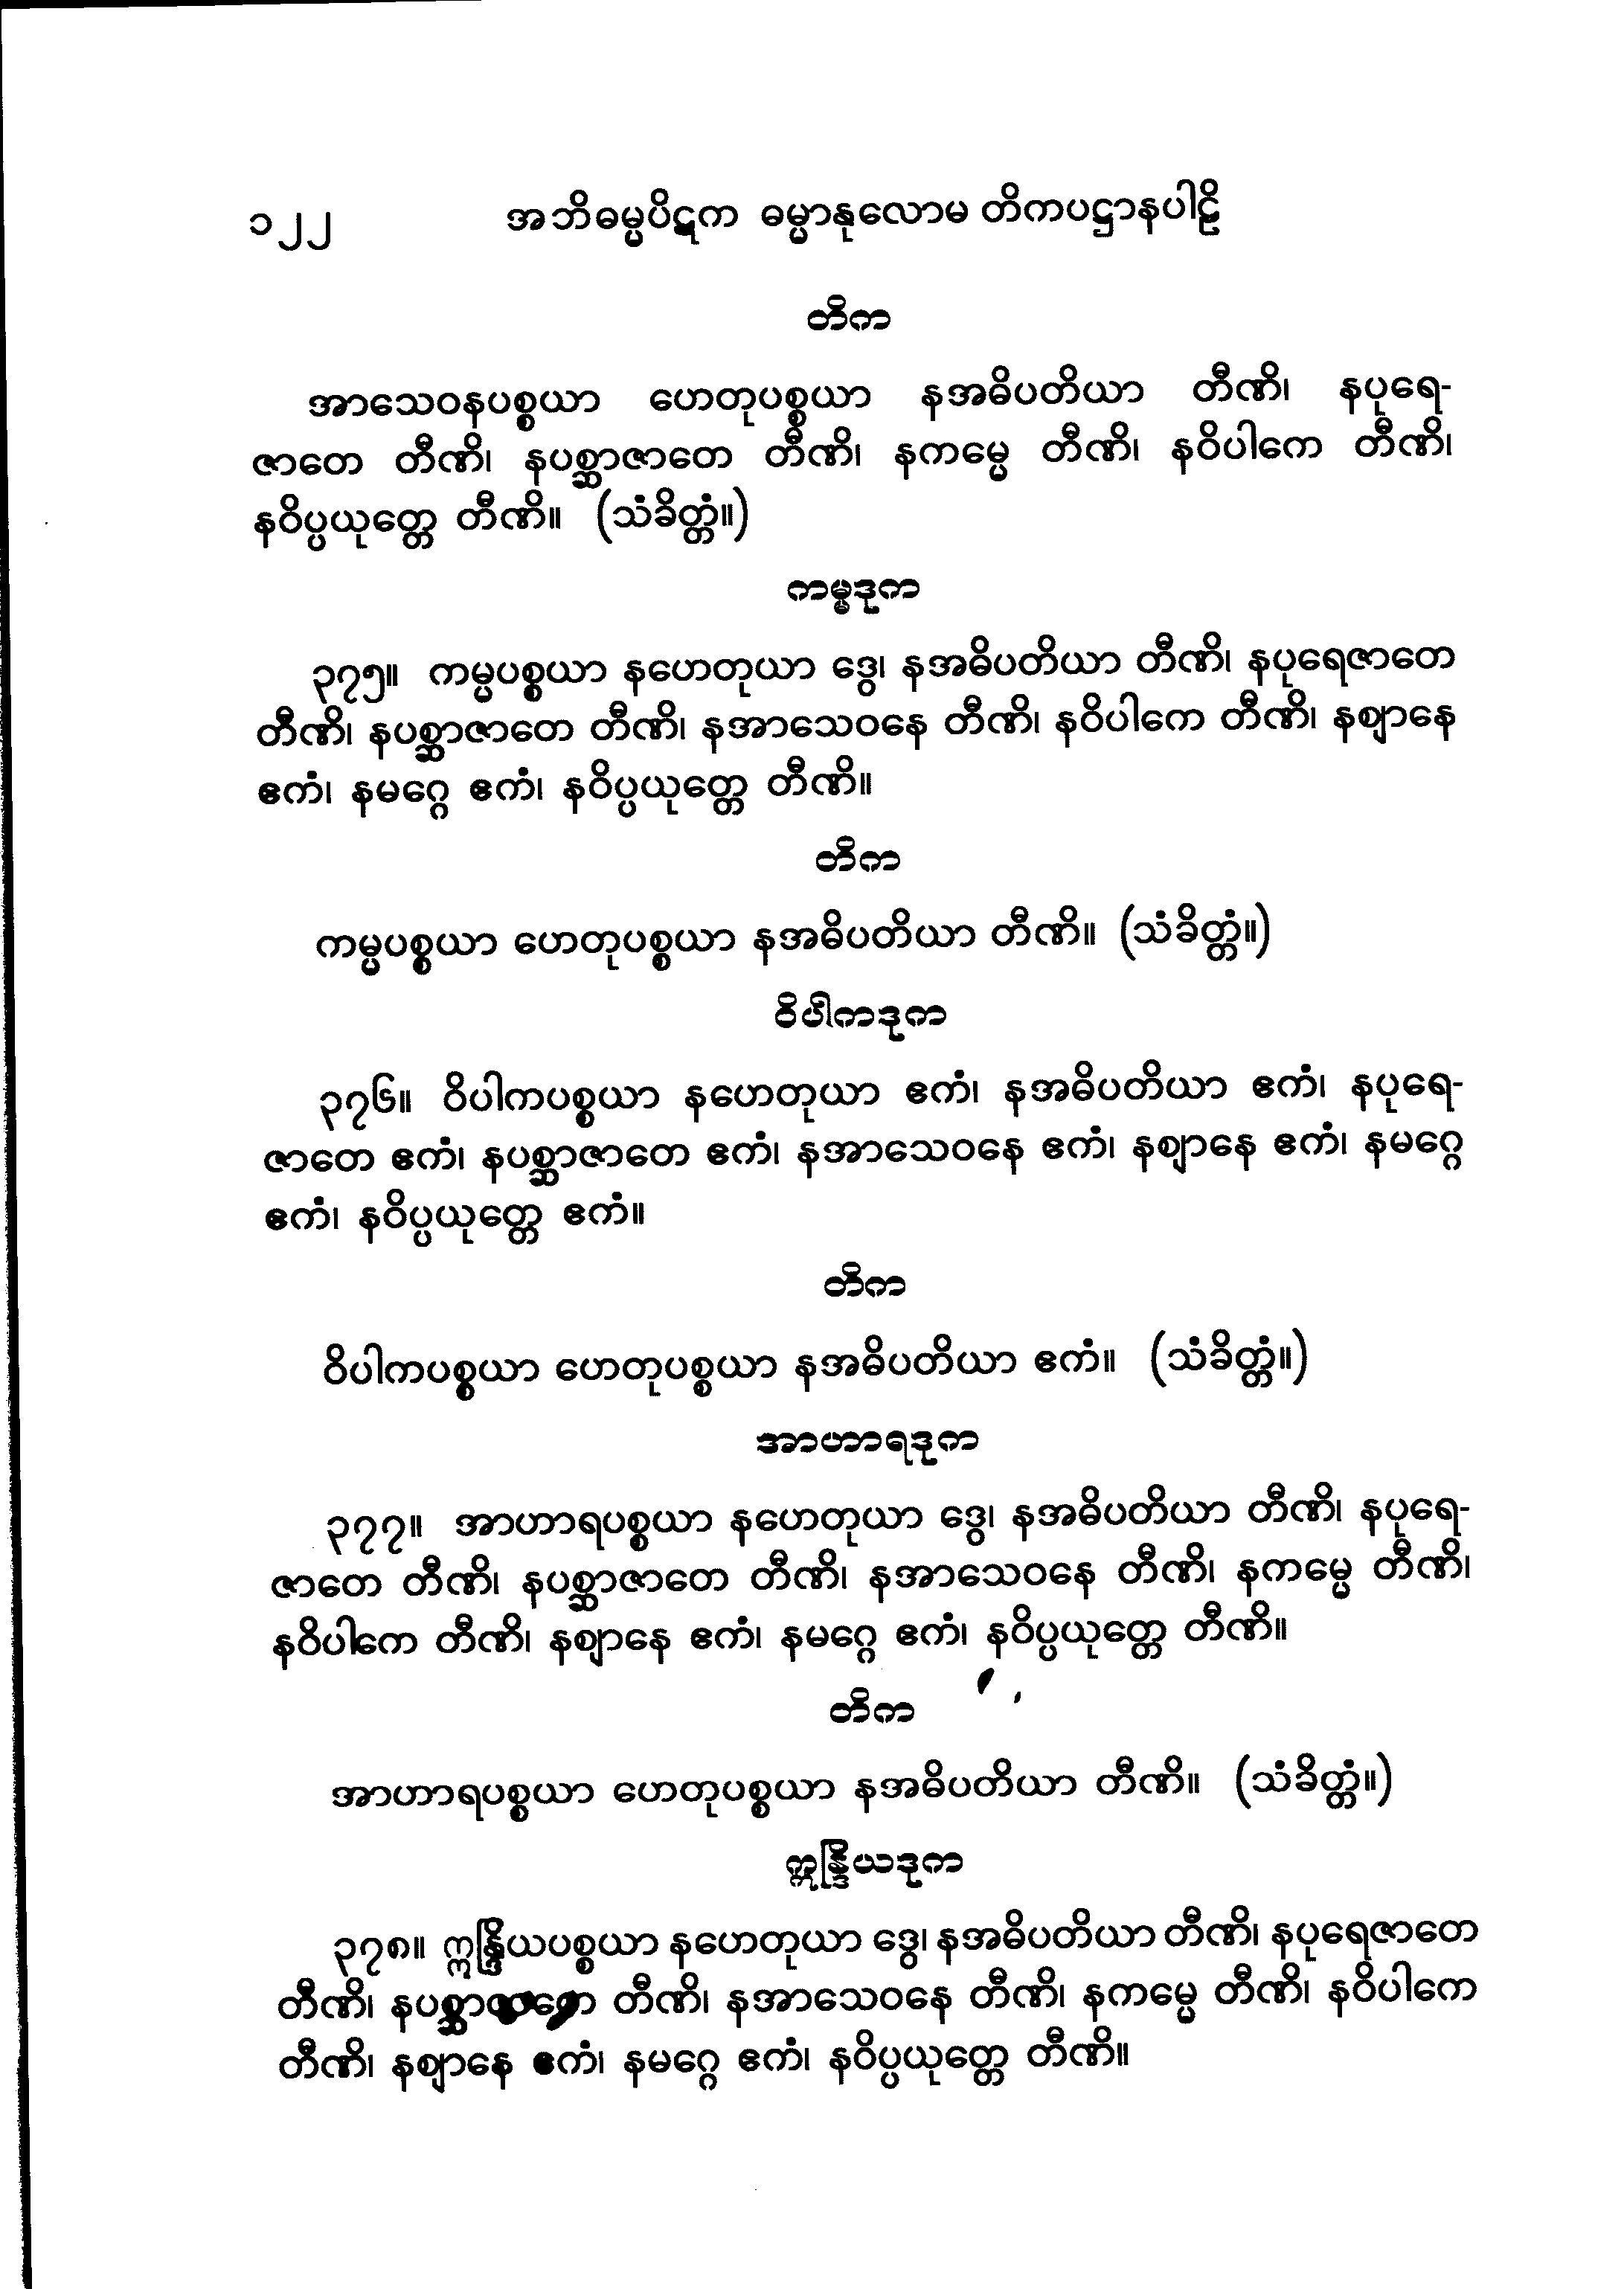 ၁၂၂ အဘိဓမ္မပိဋက ဓမ္မာနုလောမ တိကပဋ္ဌာနပါဠိ
တိက
အာသေဝနပစ္စယာ ဟေတုပစ္စယာ နအဓိပတိယာ တီဏိ၊ နပုရေ-
ဇာတေ တီဏိ၊ နပစ္ဆာဇာတေ တီဏိ၊ နကမ္မေ တီဏိ၊ နဝိပါကေ တီဏိ၊
နဝိပ္ပယုတ္တေ တီဏိ။ (သံခိတ္တံ။)
ကမ္မဒုက
၃၇၅။ ကမ္မပစ္စယာ နဟေတုယာ ဒွေ၊ နအဓိပတိယာ တီဏိ၊ နပုရေဇာတေ
တီဏိ၊ နပစ္ဆာဇာတေ တီဏိ၊ နအာသေဝနေ တီဏိ၊ နဝိပါကေ တီဏိ၊ နဈာနေ
ဧကံ၊ နမဂ္ဂေ ဧကံ၊ နဝိပ္ပယုတ္တေ တီဏိ။
တိက
ကမ္မပစ္စယာ ဟေတုပစ္စယာ နအဓိပတိယာ တီဏိ။ (သံခိတ္တံ။)
ဝိပါကဒုက
၃၇၆။ ဝိပါကပစ္စယာ နဟေတုယာ ဧကံ၊ နအဓိပတိယာ ဧကံ၊ နပုရေ-
ဇာတေ ဧကံ၊ နပစ္ဆာဇာတေ ဧကံ၊ နအာသေဝနေ ဧကံ၊ နဈာနေ ဧကံ၊ နမဂ္ဂေ
ဧကံ၊ နဝိပ္ပယုတ္တေ ဧကံ။
တိက
ဝိပါကပစ္စယာ ဟေတုပစ္စယာ နအဓိပတိယာ ဧကံ။ (သံခိတ္တံ။)
အာဟာရဒုက
၃၇၇။ အာဟာရပစ္စယာ နဟေတုယာ ဒွေ၊ နအဓိပတိယာ တီဏိ၊ နပုရေ-
ဇာတေ တီဏိ၊ နပစ္ဆာဇာတေ တီဏိ၊ နအာသေဝနေ တီဏိ၊ နကမ္မေ တီဏိ၊
နဝိပါကေ တီဏိ၊ နဈာနေ ဧကံ၊ နမဂ္ဂေ ဧကံ၊ နဝိပ္ပယုတ္တေ တီဏိ။
တိက
အာဟာရပစ္စယာ ဟေတုပစ္စယာ နအဓိပတိယာ တီဏိ။ (သံခိတ္တံ။)
ဣန္ဒြိယဒုက
၃၇၈။ ဣန္ဒြိယပစ္စယာ နဟေတုယာ ဒွေ၊ နအဓိပတိယာ တီဏိ၊ နပုရေဇာတေ
တီဏိ၊ နပစ္ဆာဇာတေ တီဏိ၊ နအာသေဝနေ တီဏိ၊ နကမ္မေ တီဏိ၊ နဝိပါကေ
တီဏိ၊ နဈာနေ ဧကံ၊ နမဂ္ဂေ ဧကံ၊ နဝိပ္ပယုတ္တေ တီဏိ။